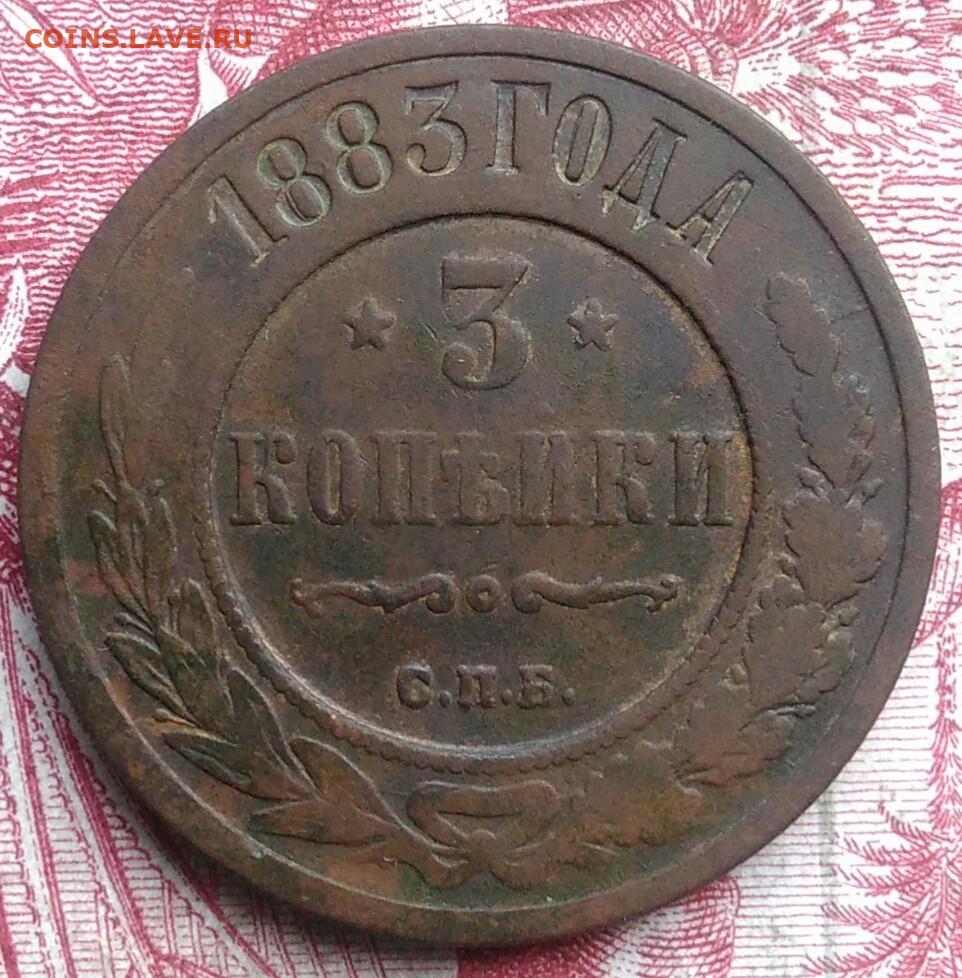 COINS.LAVE.RU
1883 ГОДА
* 3 *
КОПѢЙКИ
С.П.Б.